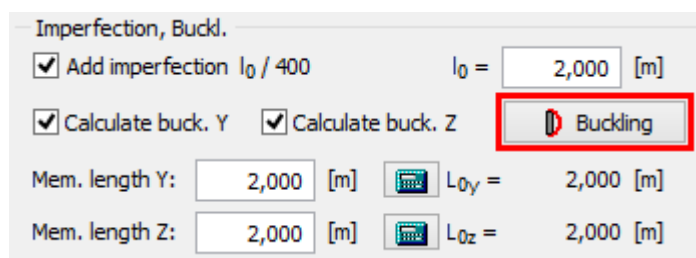 Imperfection, Buckl.
Add imperfection l₀ / 400 l₀ = 2,000 [m]
Calculate buck. Y Calculate buck. Z Buckling
Mem. length Y: 2,000 [m] L₀y = 2,000 [m]
Mem. length Z: 2,000 [m] L₀z = 2,000 [m]